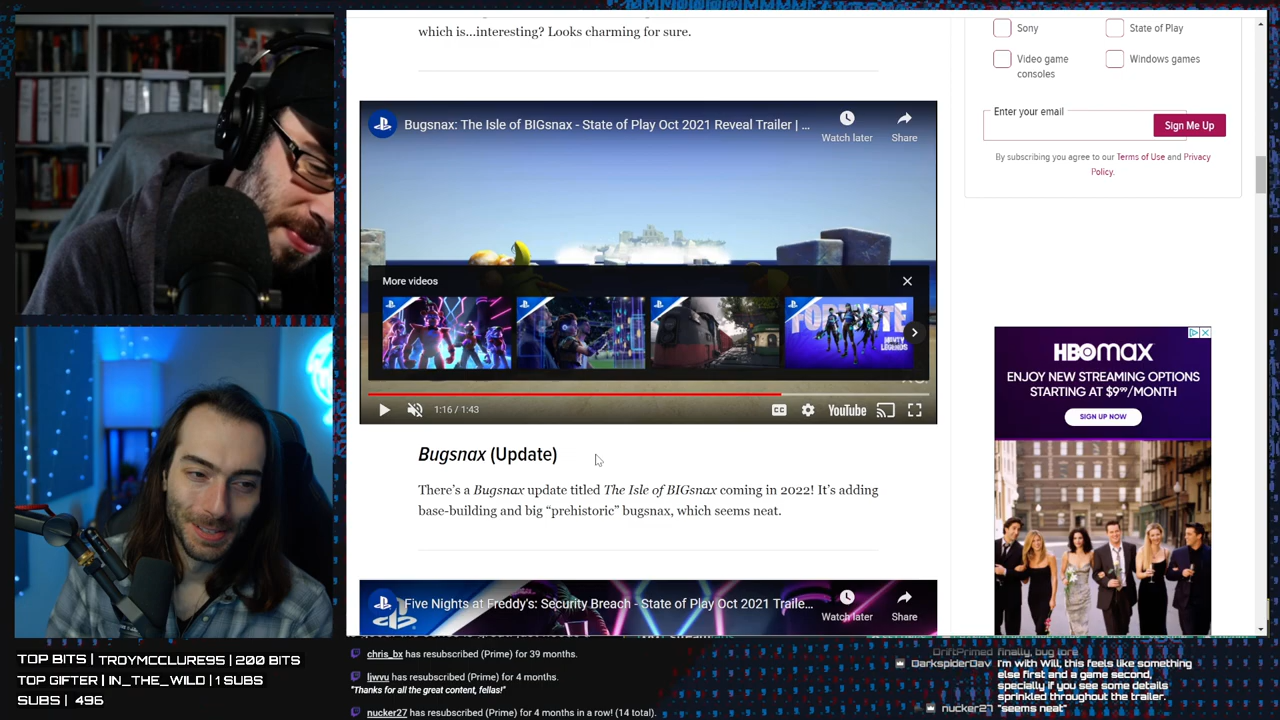 which is...interesting? Looks charming for sure.
Bugsnax: The Isle of BIGsnax - State of Play Oct 2021 Reveal Trailer | ...
Watch later
Share
More videos
FORTNITE
1:16 / 1:43
CC
YouTube
Bugsnax (Update)
There's a Bugsnax update titled The Isle of BIGsnax coming in 2022! It's adding
base-building and big “prehistoric” bugsnax, which seems neat.
Five Nights at Freddy's: Security Breach - State of Play Oct 2021 Traile...
Watch later
Share
Sony
State of Play
Video game
consoles
Windows games
Enter your email
Sign Me Up
By subscribing you agree to our Terms of Use and Privacy
Policy.
HBOMAX
ENJOY NEW STREAMING OPTIONS
STARTING AT $9⁹⁹/MONTH
SIGN UP NOW
TOP BITS | TROYMCCLURE95 | 200 BITS
TOP GIFTER | IN_THE_WILD | 1 SUBS
SUBS | 496
chris_bx has resubscribed (Prime) for 39 months.
ljwvu has resubscribed (Prime) for 4 months.
"Thanks for all the great content, fellas!"
nucker27 has resubscribed (Prime) for 4 months in a row! (14 total).
DriftPrimed finally, bug lore
DarkspiderDav I'm with Will, this feels like something
else first and a game second,
specially if you see some details
sprinkled throughout the trailer.
nucker27 "seems neat"